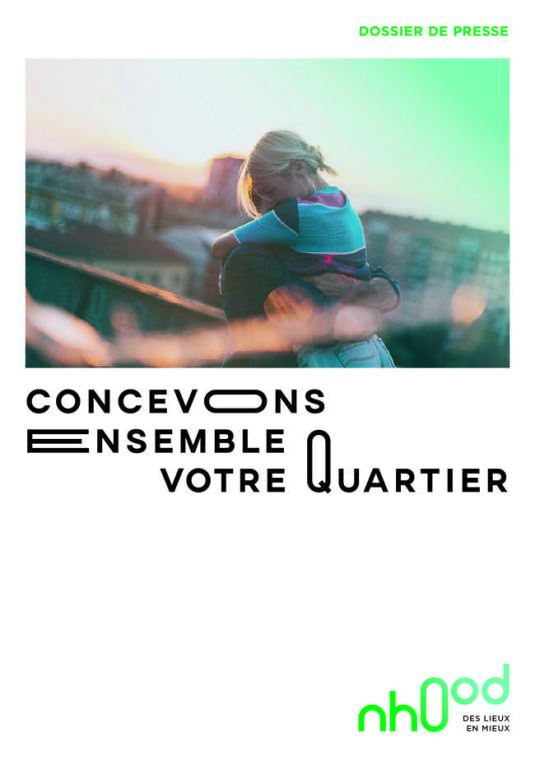 DOSSIER DE PRESSE
CONCEVONS
ENSEMBLE
VOTRE QUARTIER
nhood
DES LIEUX
EN MIEUX